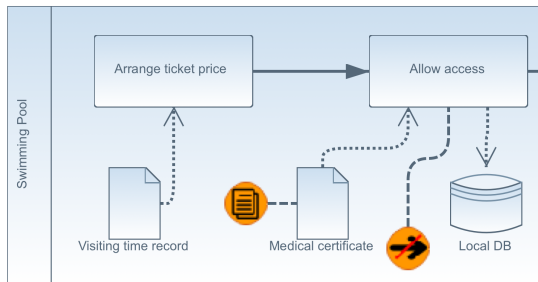 Swimming Pool
Arrange ticket price
Allow access
Visiting time record
Medical certificate
Local DB